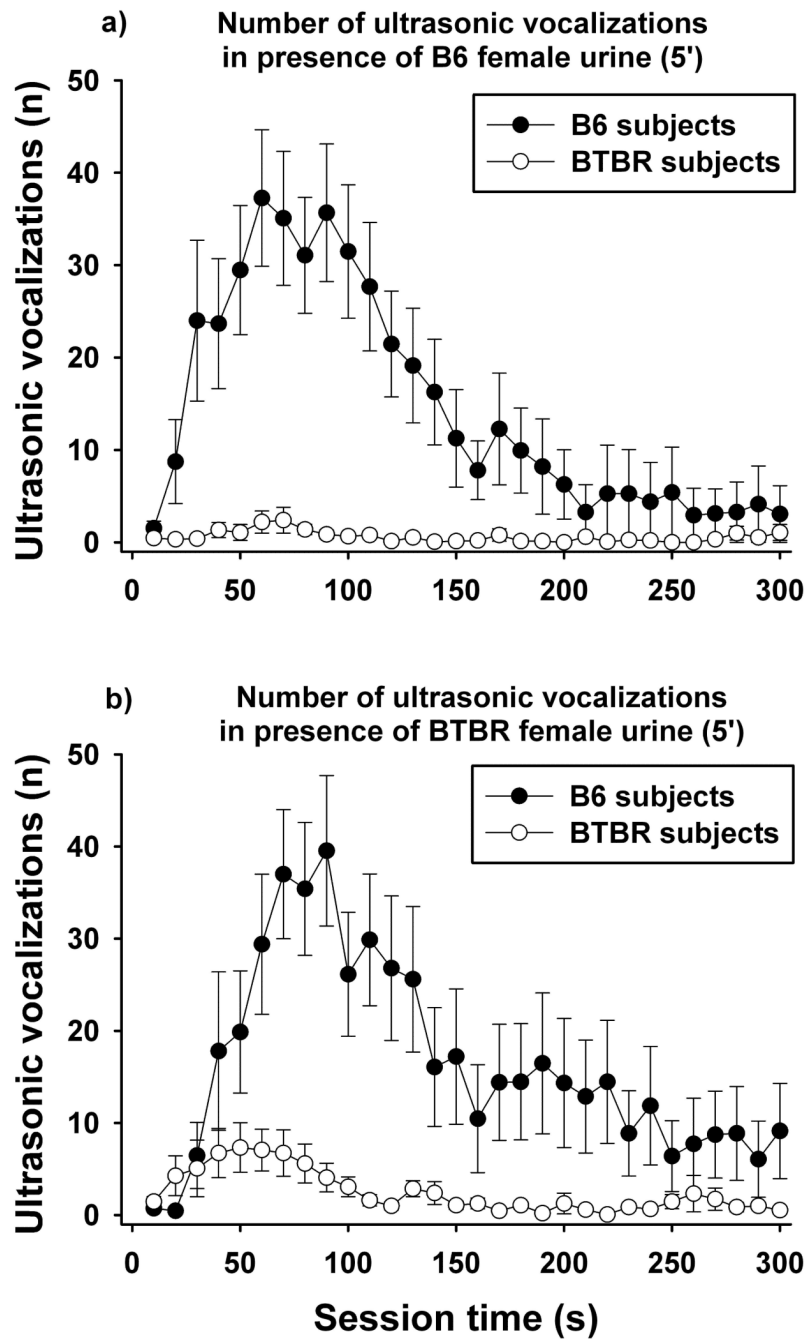 a)
Number of ultrasonic vocalizations
in presence of B6 female urine (5')
Ultrasonic vocalizations (n)
50
40
30
20
10
0
B6 subjects
BTBR subjects
0 50 100 150 200 250 300
b)
Number of ultrasonic vocalizations
in presence of BTBR female urine (5')
Ultrasonic vocalizations (n)
50
40
30
20
10
0
B6 subjects
BTBR subjects
0 50 100 150 200 250 300
Session time (s)